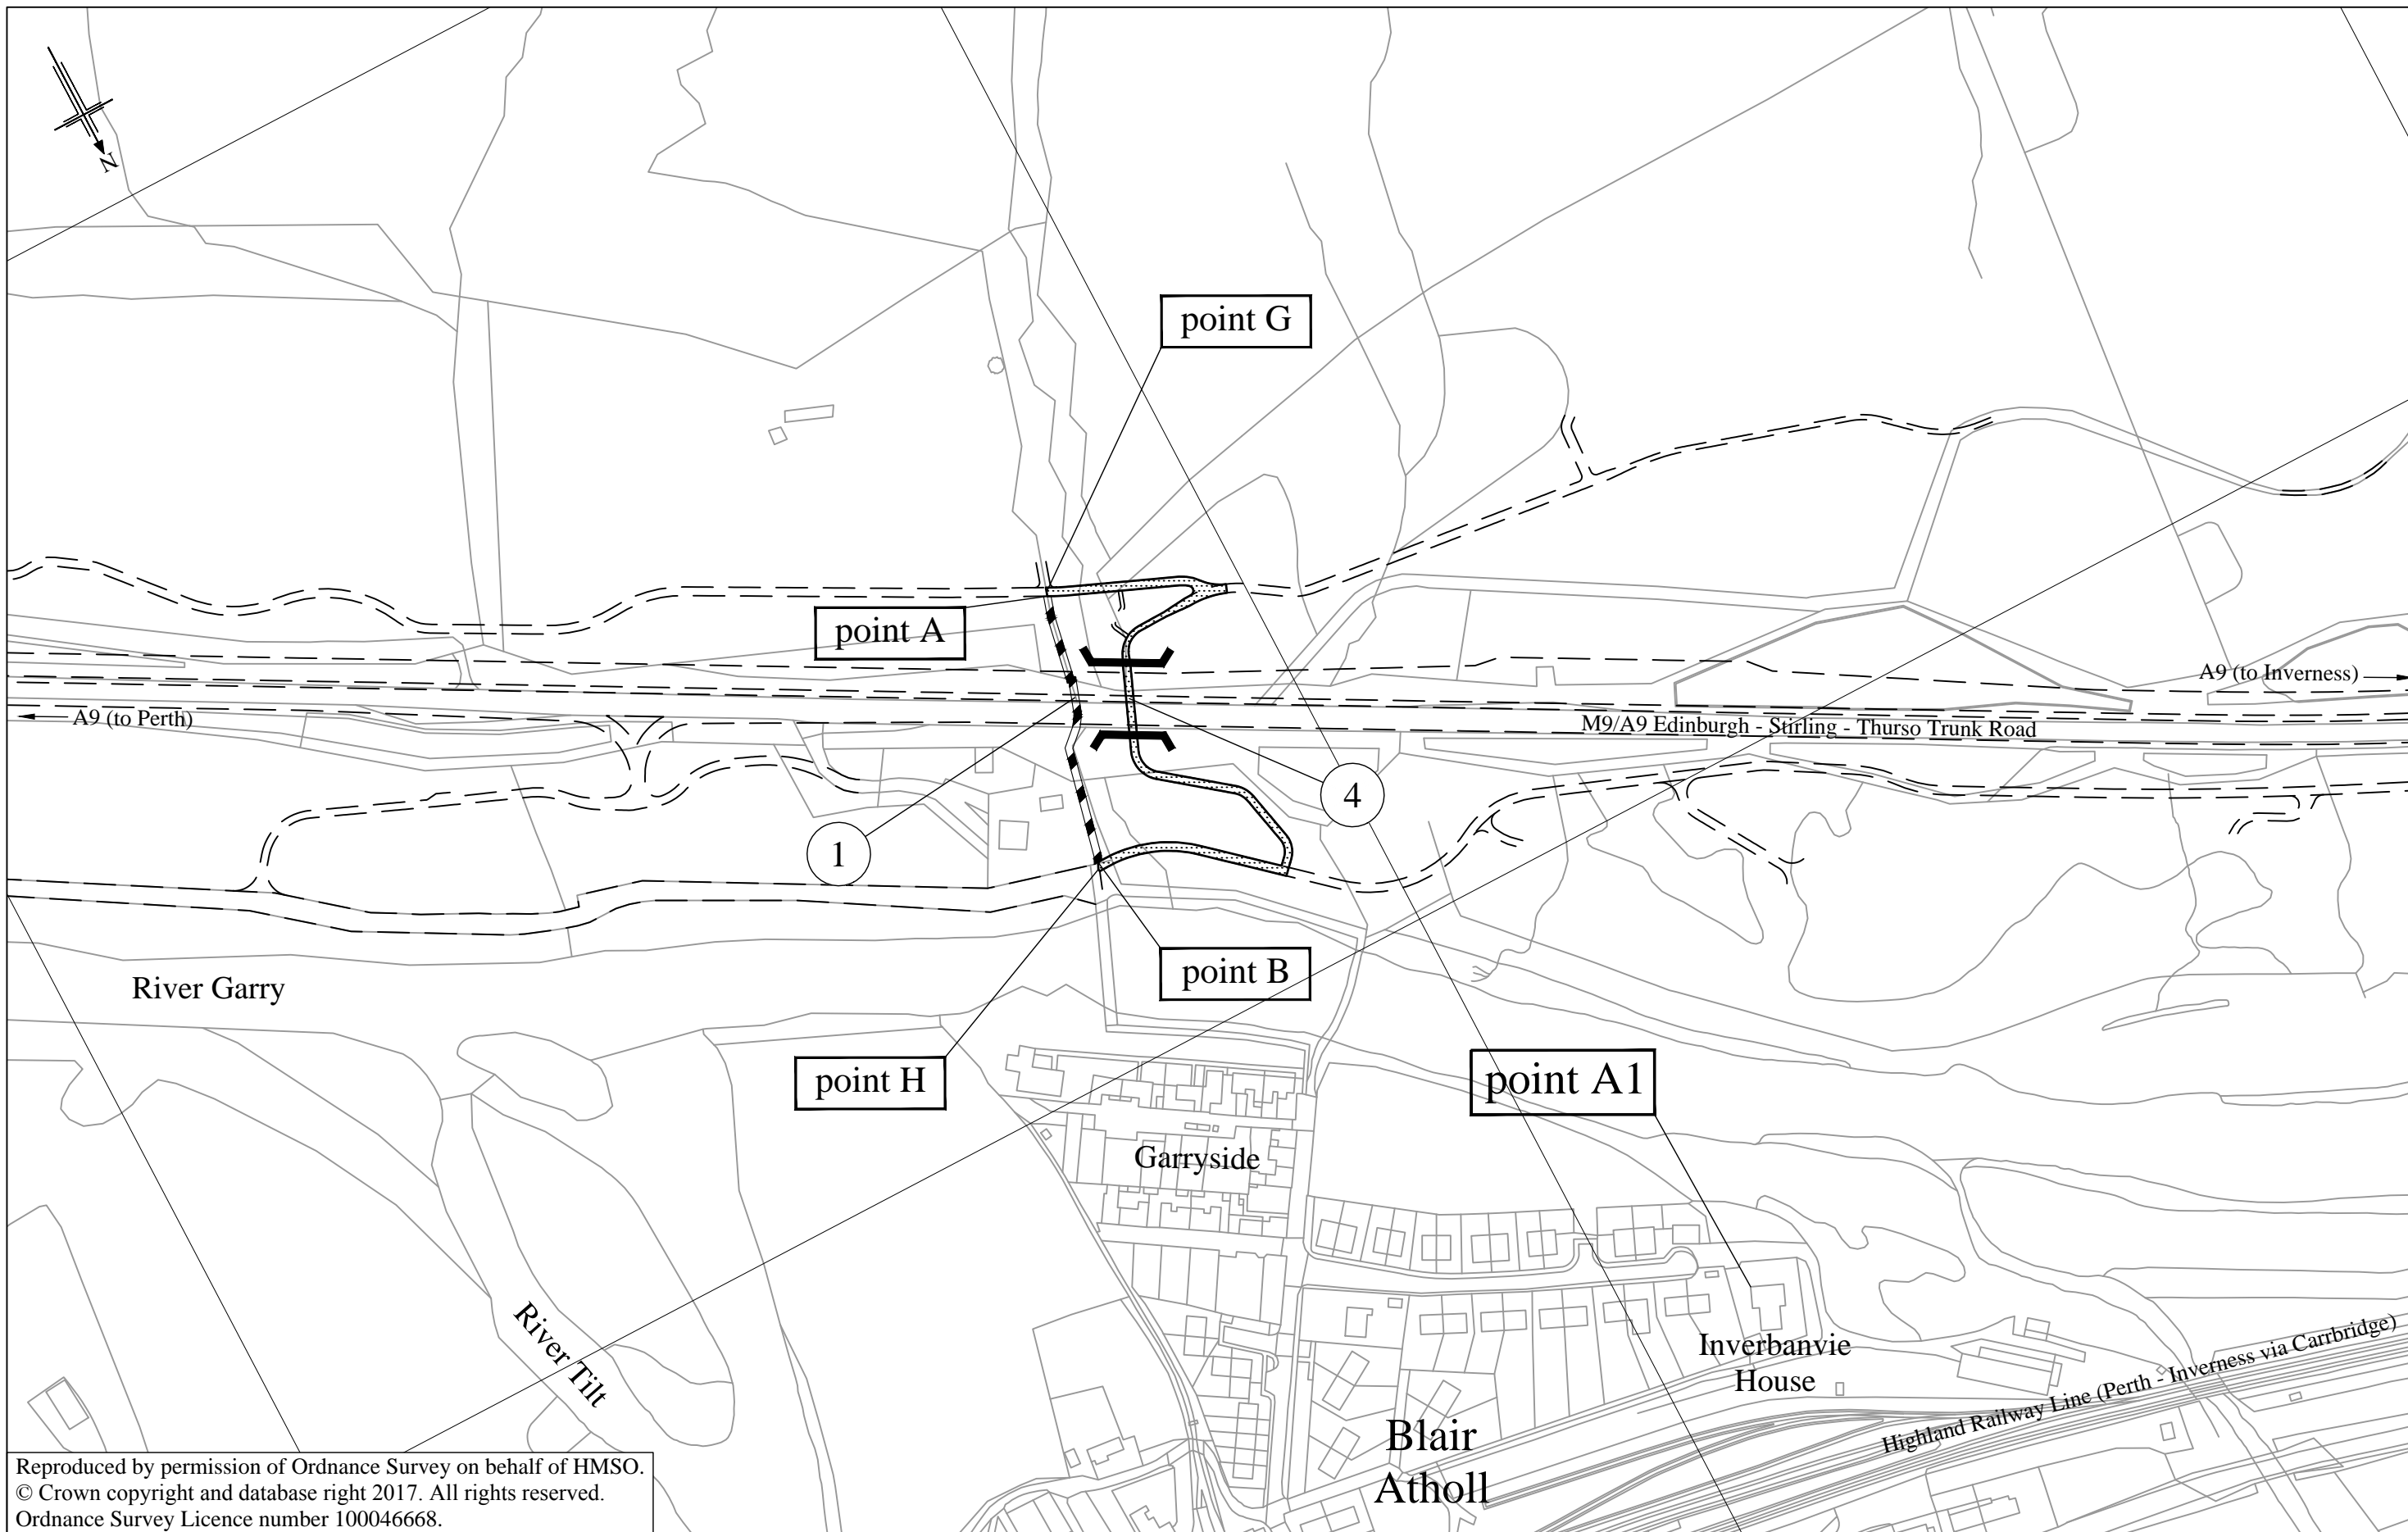 N
point G
point A
A9 (to Inverness)
A9 (to Perth)
M9/A9 Edinburgh - Stirling - Thurso Trunk Road
4
1
point B
River Garry
point H
point A1
Garryside
River Tilt
Inverbanvie
House
Highland Railway Line (Perth - Inverness via Carrbridge)
Blair
Atholl
Reproduced by permission of Ordnance Survey on behalf of HMSO.
© Crown copyright and database right 2017. All rights reserved.
Ordnance Survey Licence number 100046668.